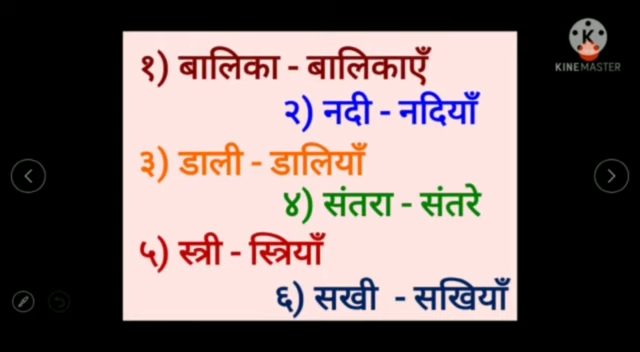 १) बालिका - बालिकाएँ
२) नदी - नदियाँ
३) डाली - डालियाँ
४) संतरा - संतरे
५) स्त्री - स्त्रियाँ
६) सखी - सखियाँ
KINEMASTER